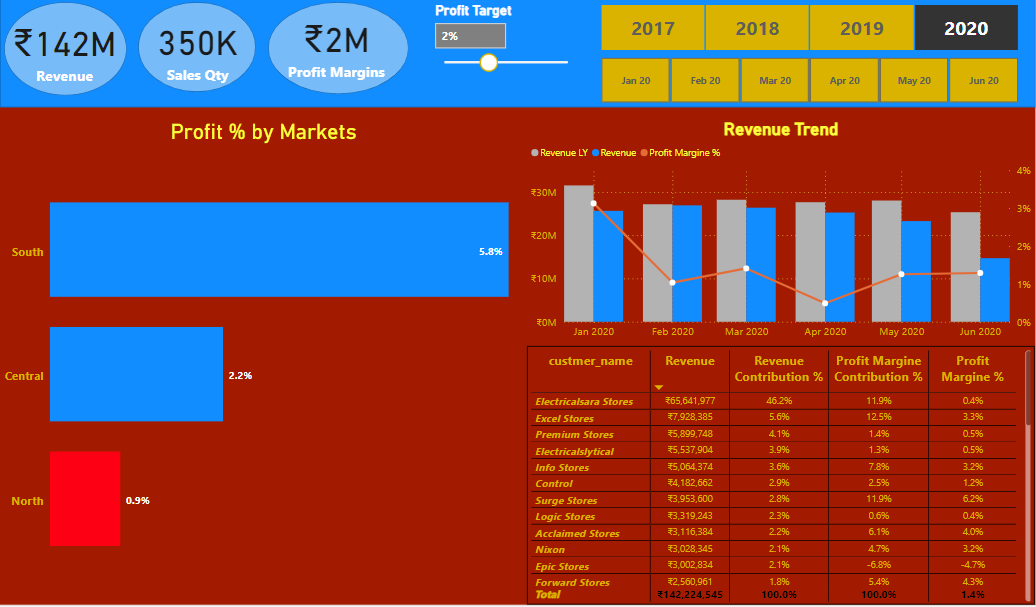 ₹142M
Revenue
350K
Sales Qty
₹2M
Profit Margins
Profit Target
2%
2017 2018 2019 2020
Jan 20 Feb 20 Mar 20 Apr 20 May 20 Jun 20
Profit % by Markets
South 5.8%
Central 2.2%
North 0.9%
Revenue Trend
Revenue LY Revenue Profit Margine %
₹30M
₹20M
₹10M
₹0M
4%
3%
2%
1%
0%
Jan 2020 Feb 2020 Mar 2020 Apr 2020 May 2020 Jun 2020
custmer_name Revenue Revenue Contribution % Profit Margine Contribution % Profit Margine %
Electricalsara Stores ₹65,641,977 46.2% 11.9% 0.4%
Excel Stores ₹7,928,385 5.6% 12.5% 3.3%
Premium Stores ₹5,899,748 4.1% 1.4% 0.5%
Electricalslytical ₹5,537,904 3.9% 1.3% 0.5%
Info Stores ₹5,064,374 3.6% 7.8% 3.2%
Control ₹4,182,662 2.9% 2.5% 1.2%
Surge Stores ₹3,953,600 2.8% 11.9% 6.2%
Logic Stores ₹3,319,243 2.3% 0.6% 0.4%
Acclaimed Stores ₹3,116,384 2.2% 6.1% 4.0%
Nixon ₹3,028,345 2.1% 4.7% 3.2%
Epic Stores ₹3,002,834 2.1% -6.8% -4.7%
Forward Stores ₹2,560,961 1.8% 5.4% 4.3%
Total ₹142,224,545 100.0% 100.0% 1.4%